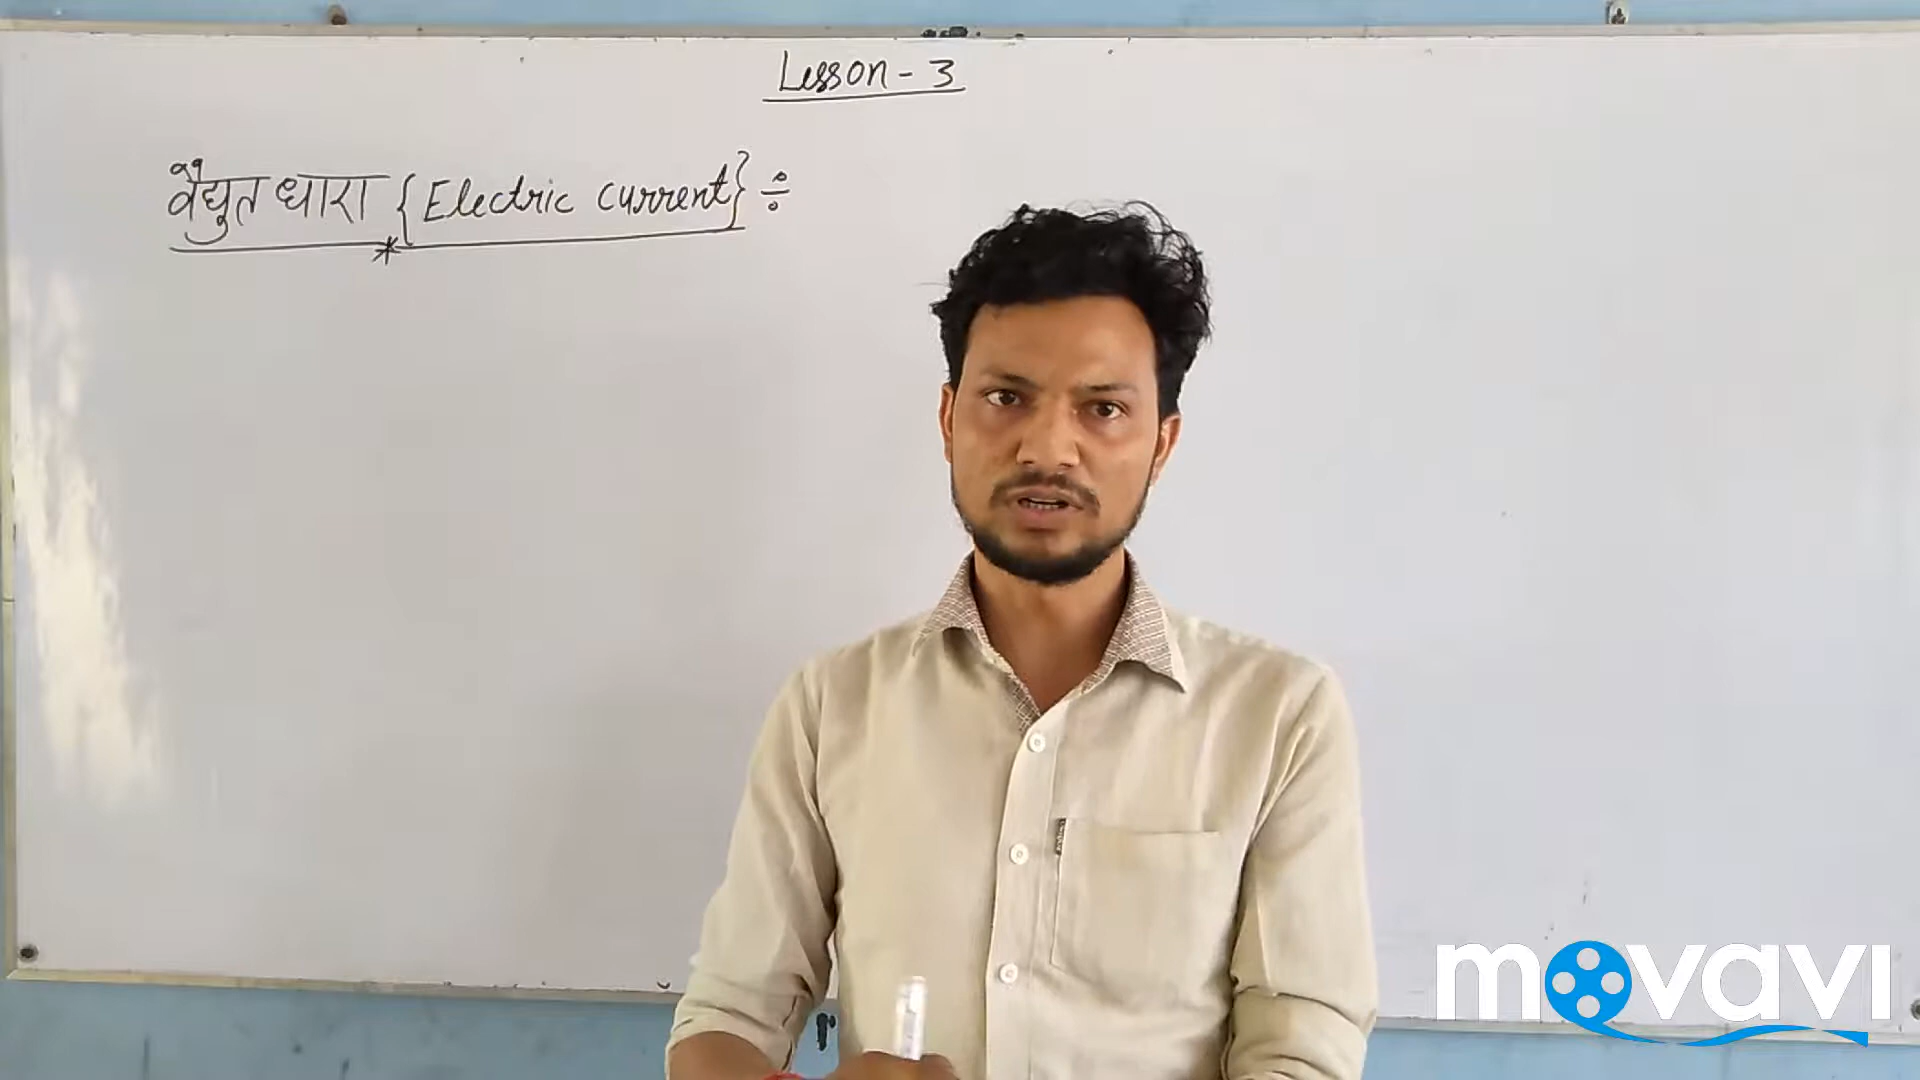 Lesson - 3
वैद्युत धारा {Electric current} ÷
*
movavi